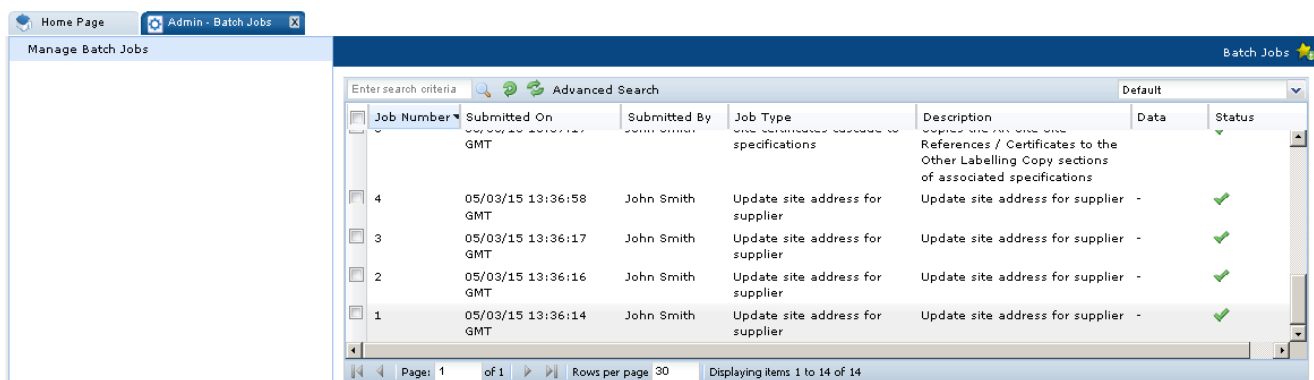 Home Page
Admin - Batch Jobs
Manage Batch Jobs
Batch Jobs
Enter search criteria
Advanced Search
Default
Job Number Submitted On Submitted By Job Type Description Data Status
GMT specifications References / Certificates to the
Other Labelling Copy sections
of associated specifications
4 05/03/15 13:36:58 John Smith Update site address for Update site address for supplier -
GMT supplier
3 05/03/15 13:36:17 John Smith Update site address for Update site address for supplier -
GMT supplier
2 05/03/15 13:36:16 John Smith Update site address for Update site address for supplier -
GMT supplier
1 05/03/15 13:36:14 John Smith Update site address for Update site address for supplier -
GMT supplier
Page: 1 of 1 Rows per page 30 Displaying items 1 to 14 of 14